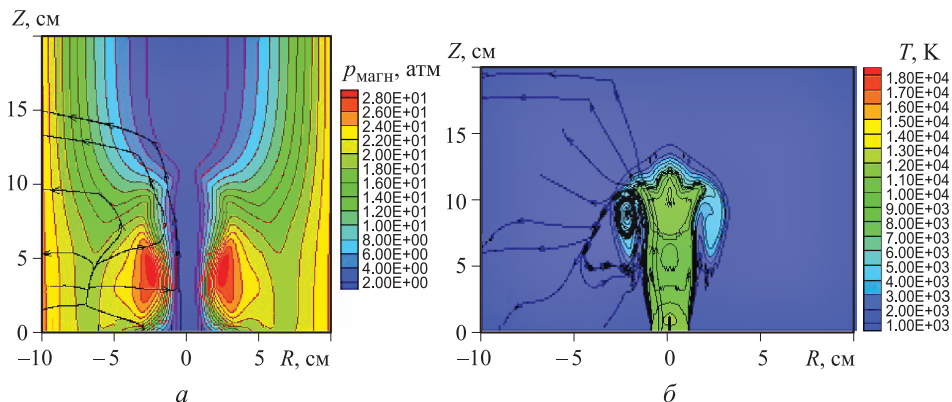 Z, см
p_магн, атм
2.80E+01
2.60E+01
2.40E+01
2.20E+01
2.00E+01
1.80E+01
1.60E+01
1.40E+01
1.20E+01
1.00E+01
8.00E+00
6.00E+00
4.00E+00
2.00E+00
15
10
5
0
−10
−5
0
5
R, см
а
Z, см
T, К
1.80E+04
1.70E+04
1.60E+04
1.50E+04
1.40E+04
1.30E+04
1.20E+04
1.10E+04
1.00E+04
9.00E+03
8.00E+03
7.00E+03
6.00E+03
5.00E+03
4.00E+03
3.00E+03
2.00E+03
1.00E+03
15
10
5
0
−10
−5
0
5
R, см
б